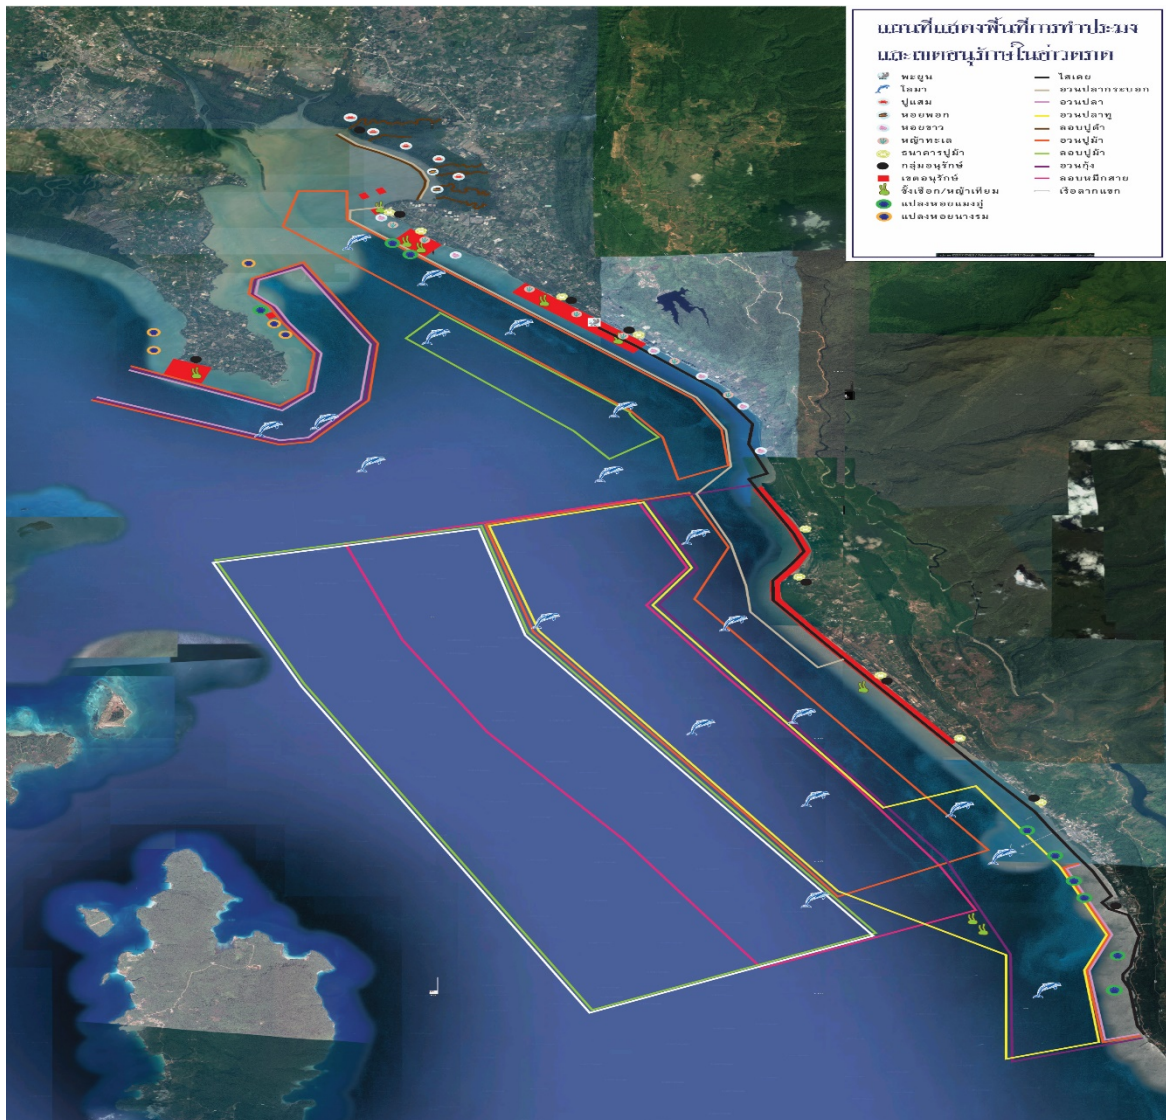 แผนที่แสดงพื้นที่การทำประมง
และเขตอนุรักษ์ในอ่าวตราด
พะยูน
โลมา
ปูแสม
หอยพอก
หอยขาว
หญ้าทะเล
ธนาคารปูม้า
กลุ่มอนุรักษ์
เขตอนุรักษ์
ซั้งเชือก/หญ้าเทียม
แปลงหอยแมงภู่
แปลงหอยนางรม
ไสเคย
อวนปลากระบอก
อวนปลา
อวนปลาทู
ลอบปูดำ
อวนปูม้า
ลอบปูม้า
อวนกุ้ง
ลอบหมึกสาย
เรือลากแขก